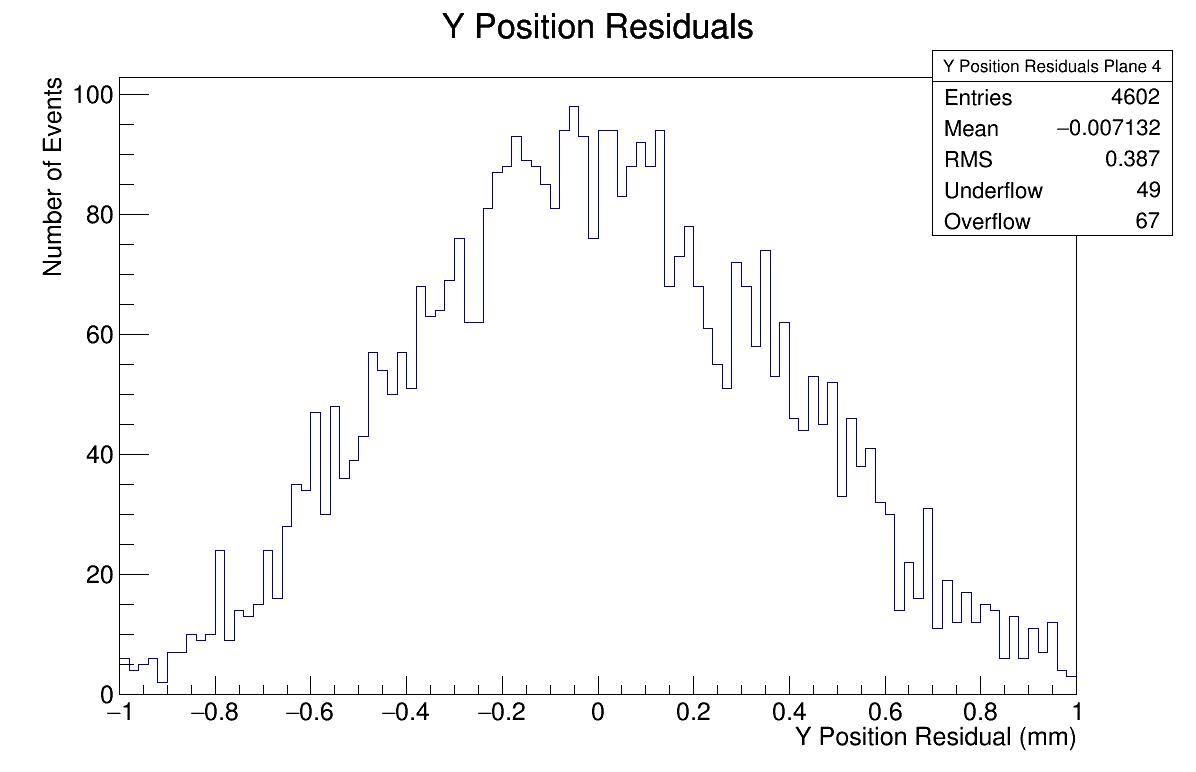 Y Position Residuals
Y Position Residuals Plane 4
Entries 4602
Mean −0.007132
RMS 0.387
Underflow 49
Overflow 67
Number of Events
100
80
60
40
20
0
−1 −0.8 −0.6 −0.4 −0.2 0 0.2 0.4 0.6 0.8 1
Y Position Residual (mm)